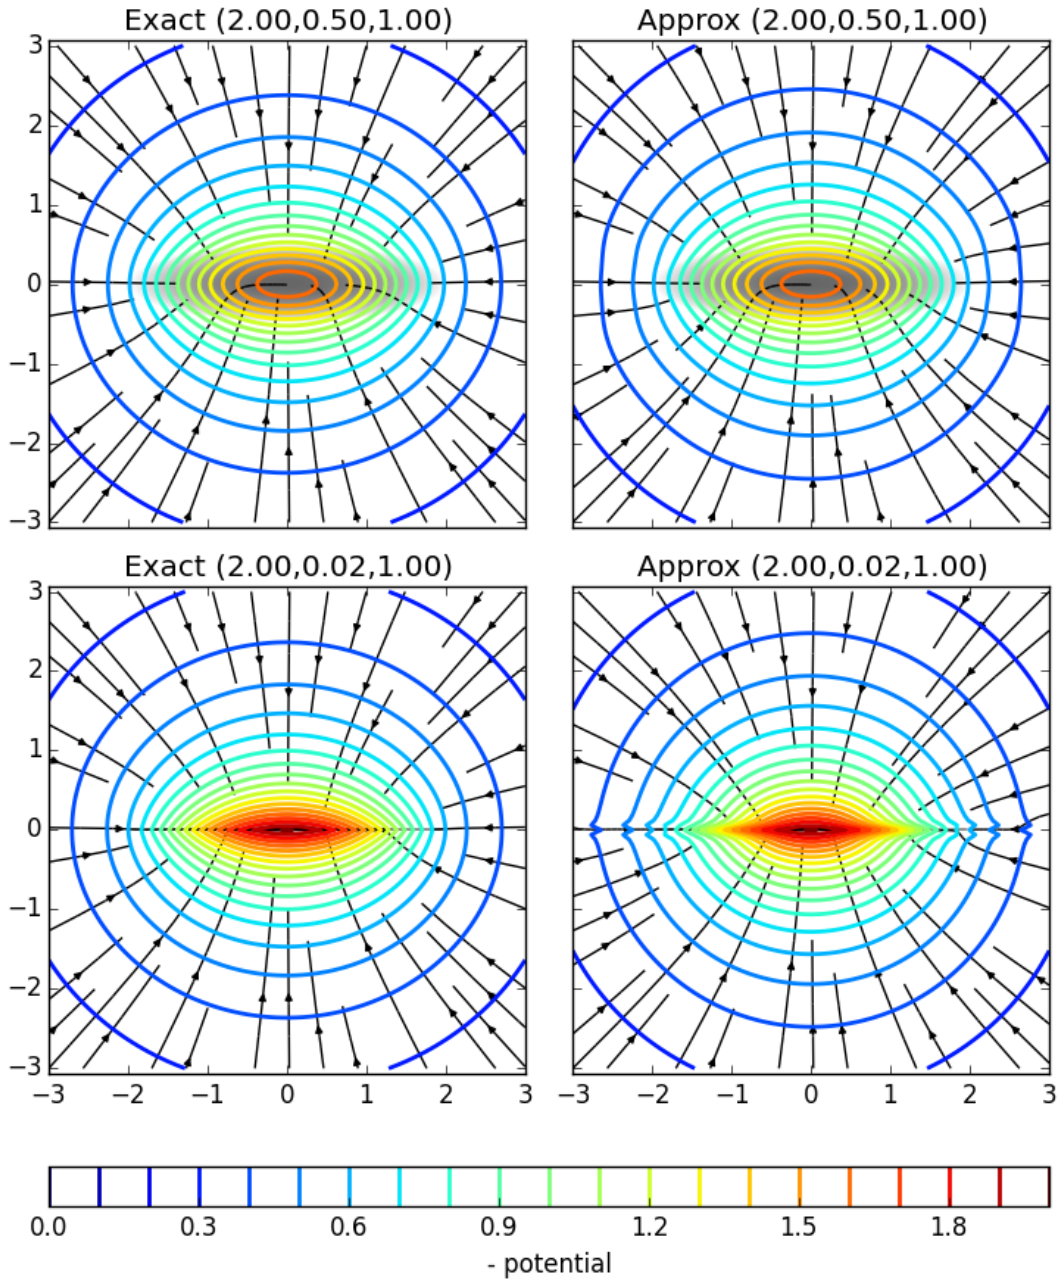 Exact (2.00,0.50,1.00) Approx (2.00,0.50,1.00)
3
2
1
0
−1
−2
−3
Exact (2.00,0.02,1.00) Approx (2.00,0.02,1.00)
3
2
1
0
−1
−2
−3
−3 −2 −1 0 1 2 3 −3 −2 −1 0 1 2 3
0.0 0.3 0.6 0.9 1.2 1.5 1.8
- potential